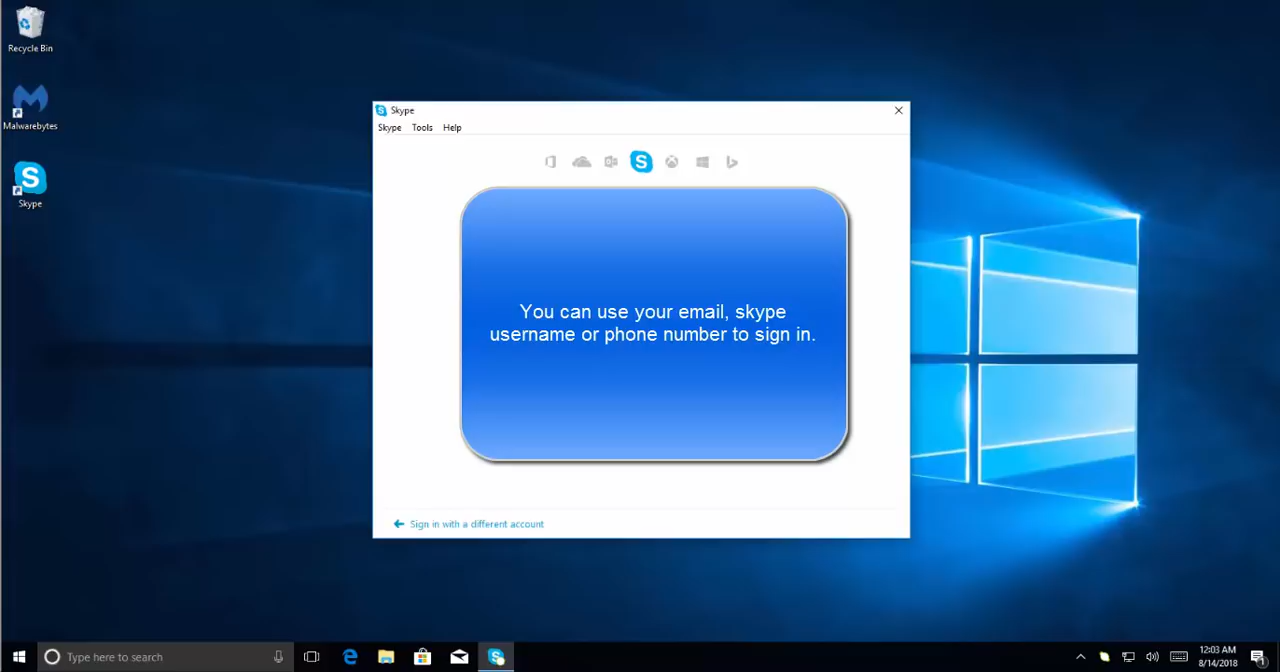 Recycle Bin
Malwarebytes
Skype
Skype
Skype Tools Help
You can use your email, skype
username or phone number to sign in.
Sign in with a different account
Type here to search
12:03 AM
8/14/2018